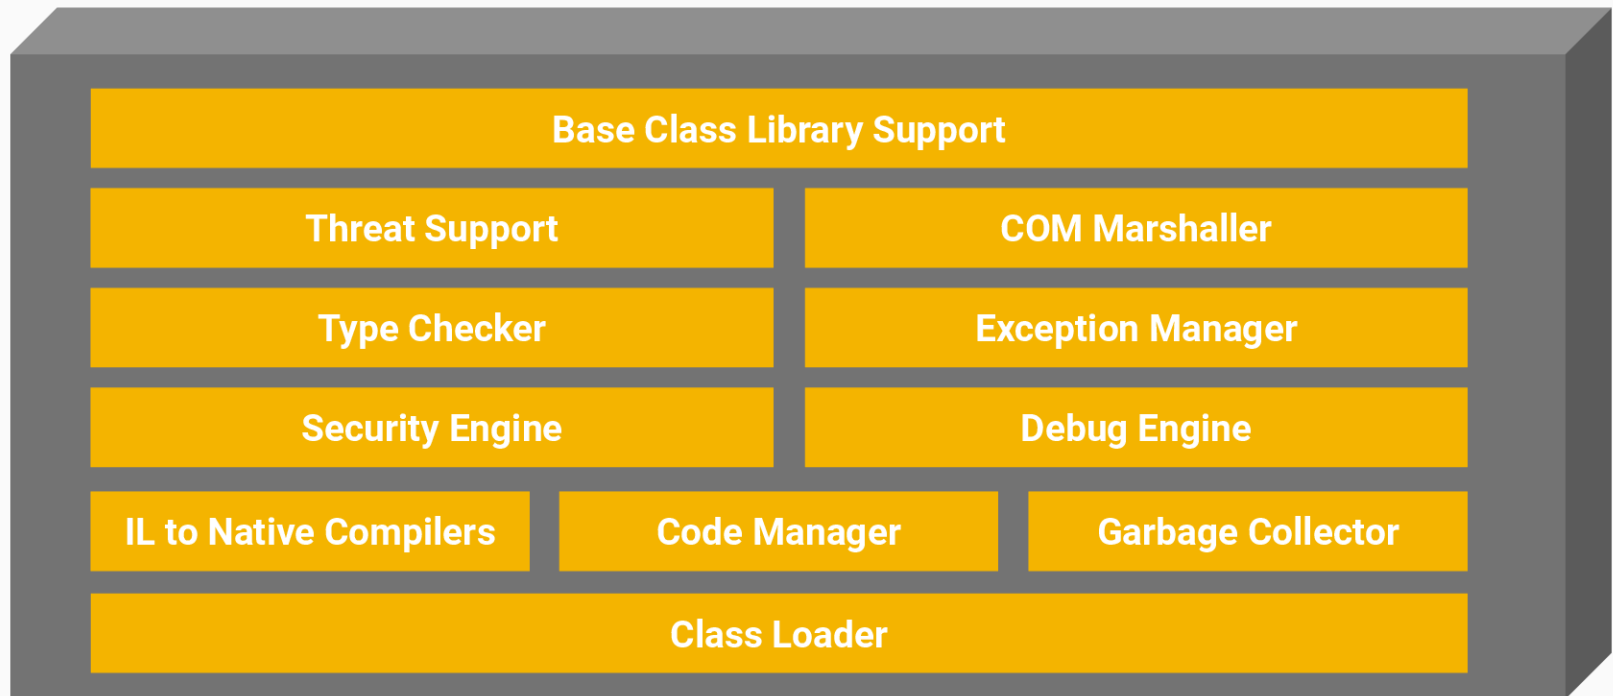 Base Class Library Support
Threat Support
COM Marshaller
Type Checker
Exception Manager
Security Engine
Debug Engine
IL to Native Compilers
Code Manager
Garbage Collector
Class Loader